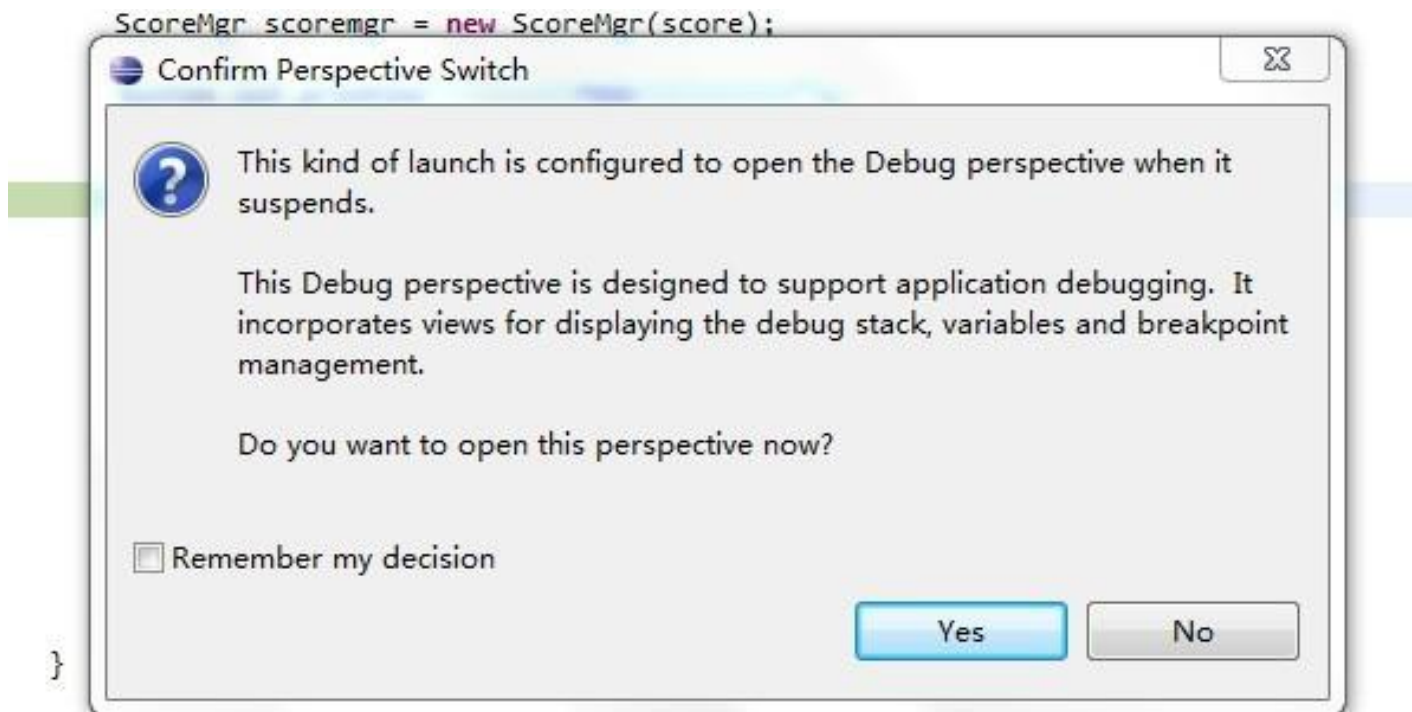 ScoreMgr scoremgr = new ScoreMgr(score);
Confirm Perspective Switch
This kind of launch is configured to open the Debug perspective when it
suspends.
This Debug perspective is designed to support application debugging.  It
incorporates views for displaying the debug stack, variables and breakpoint
management.
Do you want to open this perspective now?
Remember my decision
Yes
No
}